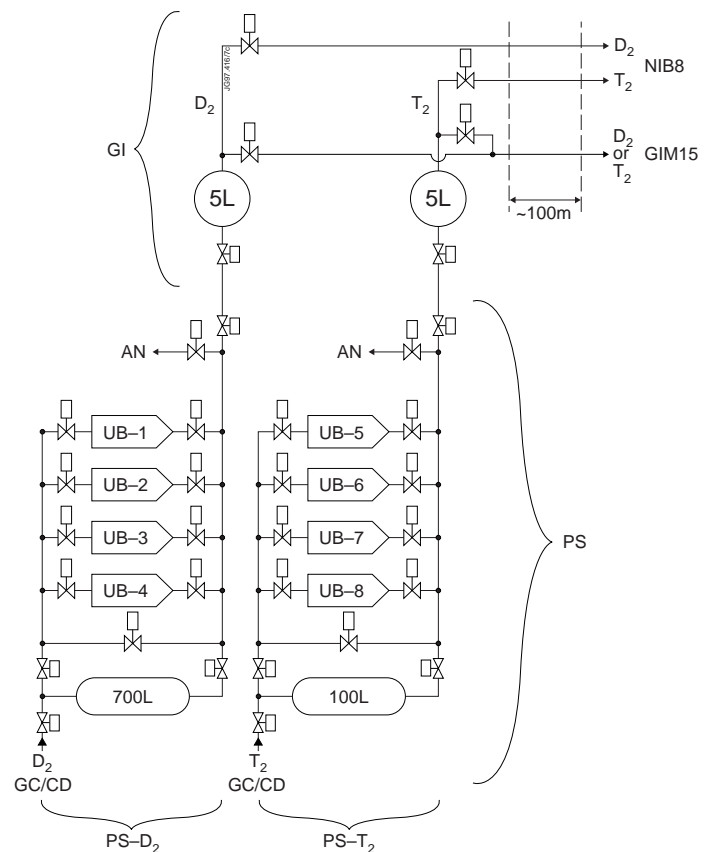 D2
NIB8
T2
JG97.416/7c
D2
T2
D2
or
T2
GIM15
GI
5L
5L
~100m
AN
AN
UB–1
UB–5
UB–2
UB–6
UB–3
UB–7
PS
UB–4
UB–8
700L
100L
D2
GC/CD
T2
GC/CD
PS–D2
PS–T2